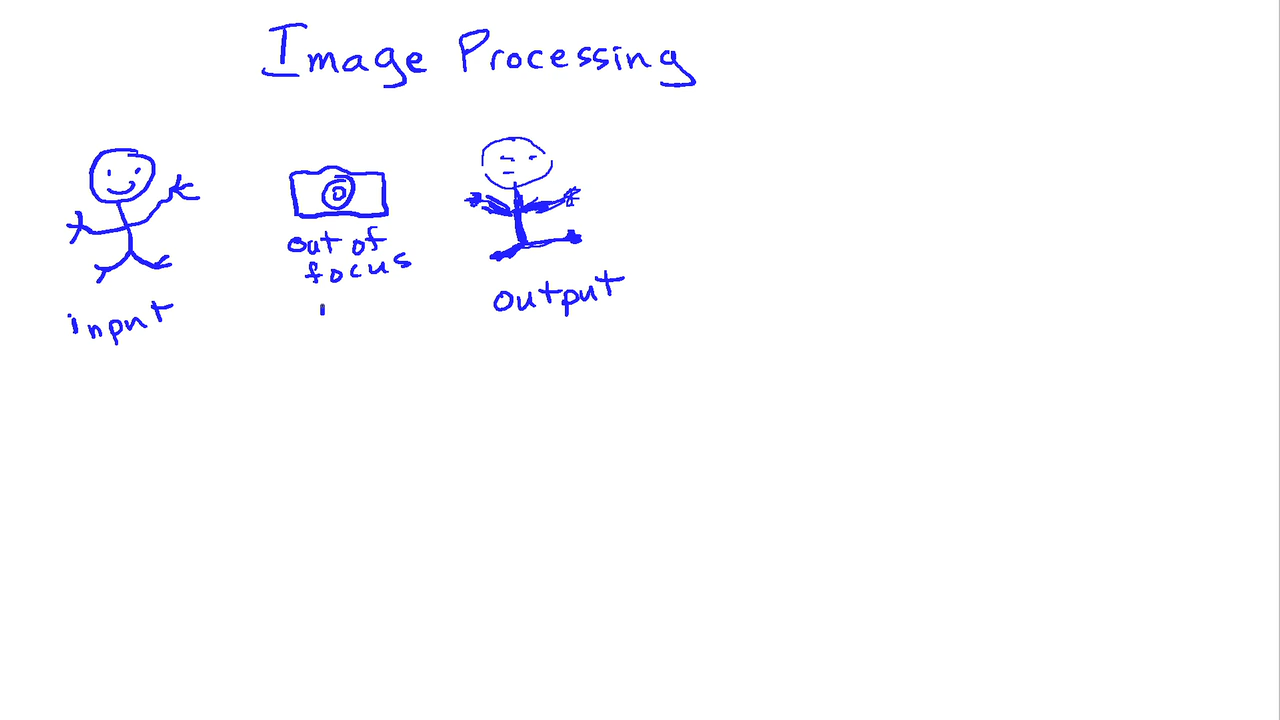 Image Processing
input
out of
focus
output